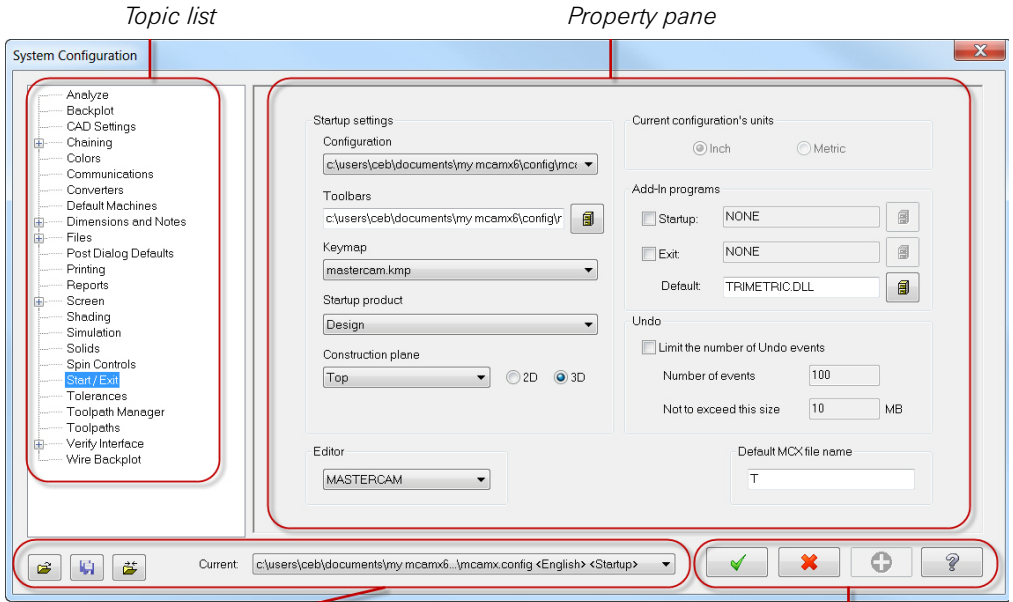 Topic list
Property pane
System Configuration
Analyze
Backplot
CAD Settings
Chaining
Colors
Communications
Converters
Default Machines
Dimensions and Notes
Files
Post Dialog Defaults
Printing
Reports
Screen
Shading
Simulation
Solids
Spin Controls
Start / Exit
Tolerances
Toolpath Manager
Toolpaths
Verify Interface
Wire Backplot
Startup settings
Configuration
c:\users\ceb\documents\my mcamx6\config\mca
Toolbars
c:\users\ceb\documents\my mcamx6\config\r
Keymap
mastercam.kmp
Startup product
Design
Construction plane
Top
2D
3D
Editor
MASTERCAM
Current configuration's units
Inch
Metric
Add-In programs
Startup:
NONE
Exit:
NONE
Default:
TRIMETRIC.DLL
Undo
Limit the number of Undo events
Number of events
100
Not to exceed this size
10
MB
Default MCX file name
T
Current:
c:\users\ceb\documents\my mcamx6...\mcamx.config <English> <Startup>